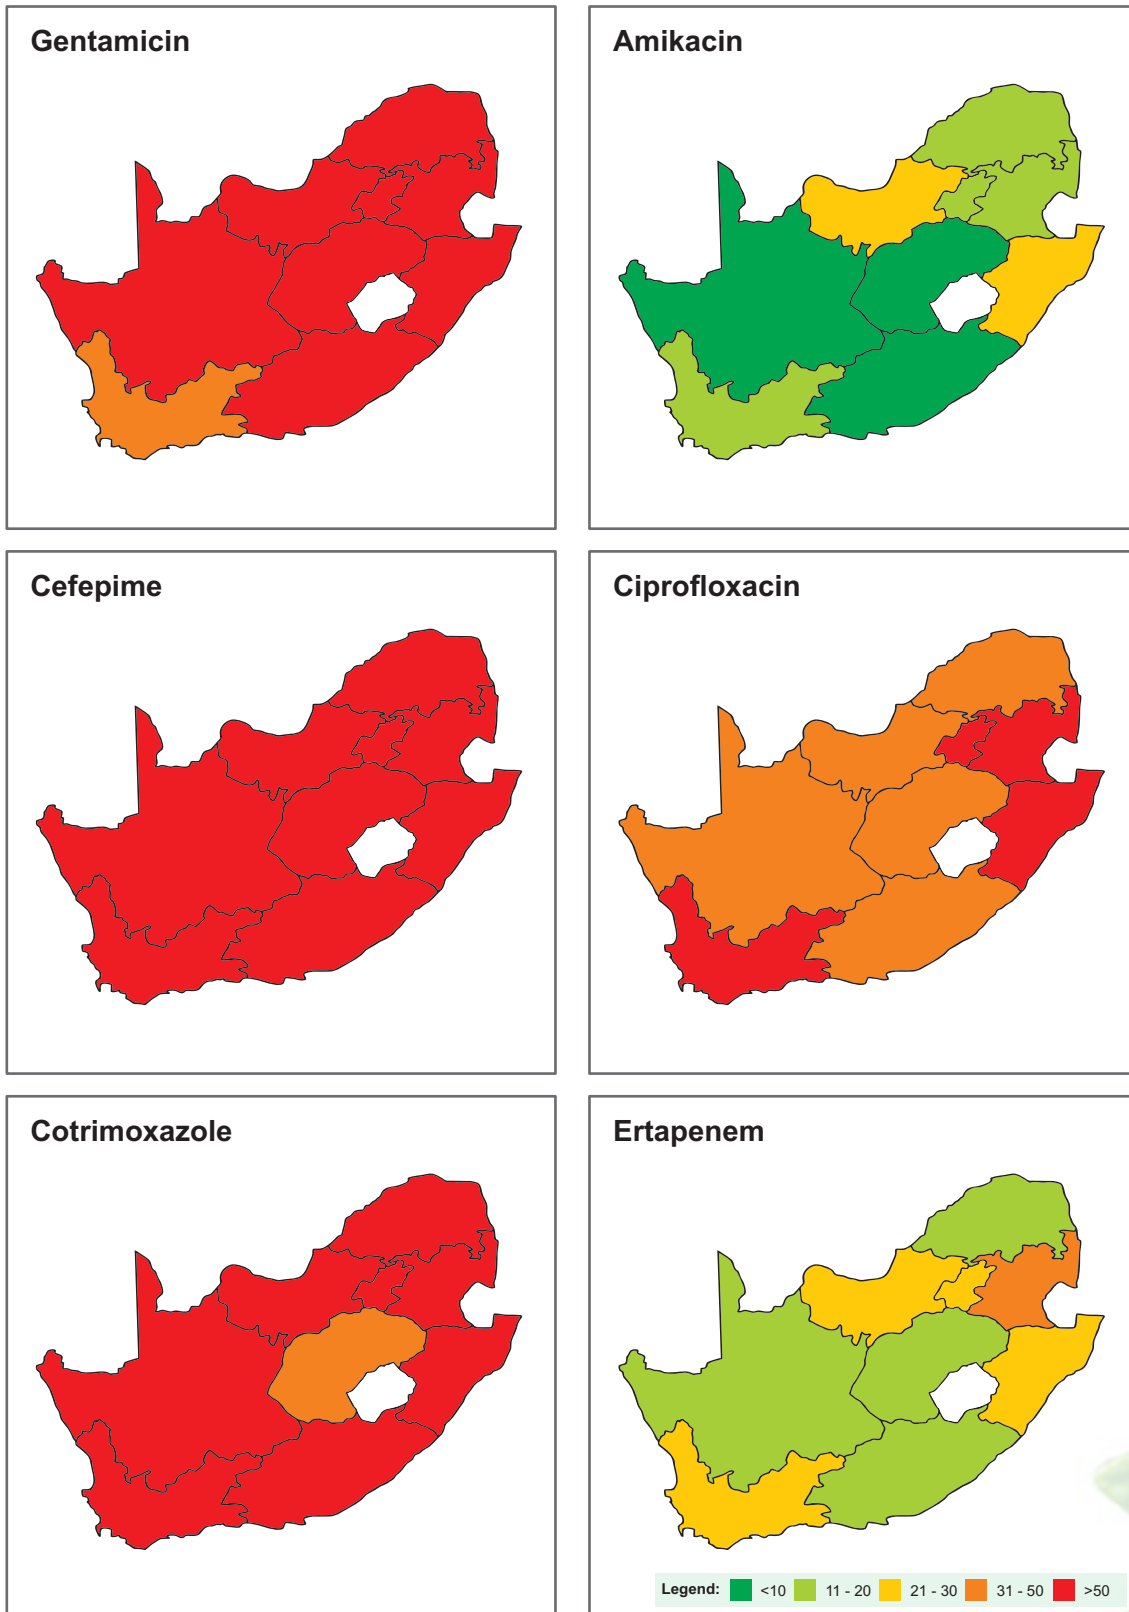 Gentamicin
Amikacin
Cefepime
Ciprofloxacin
Cotrimoxazole
Ertapenem
Legend: <10 11 - 20 21 - 30 31 - 50 >50